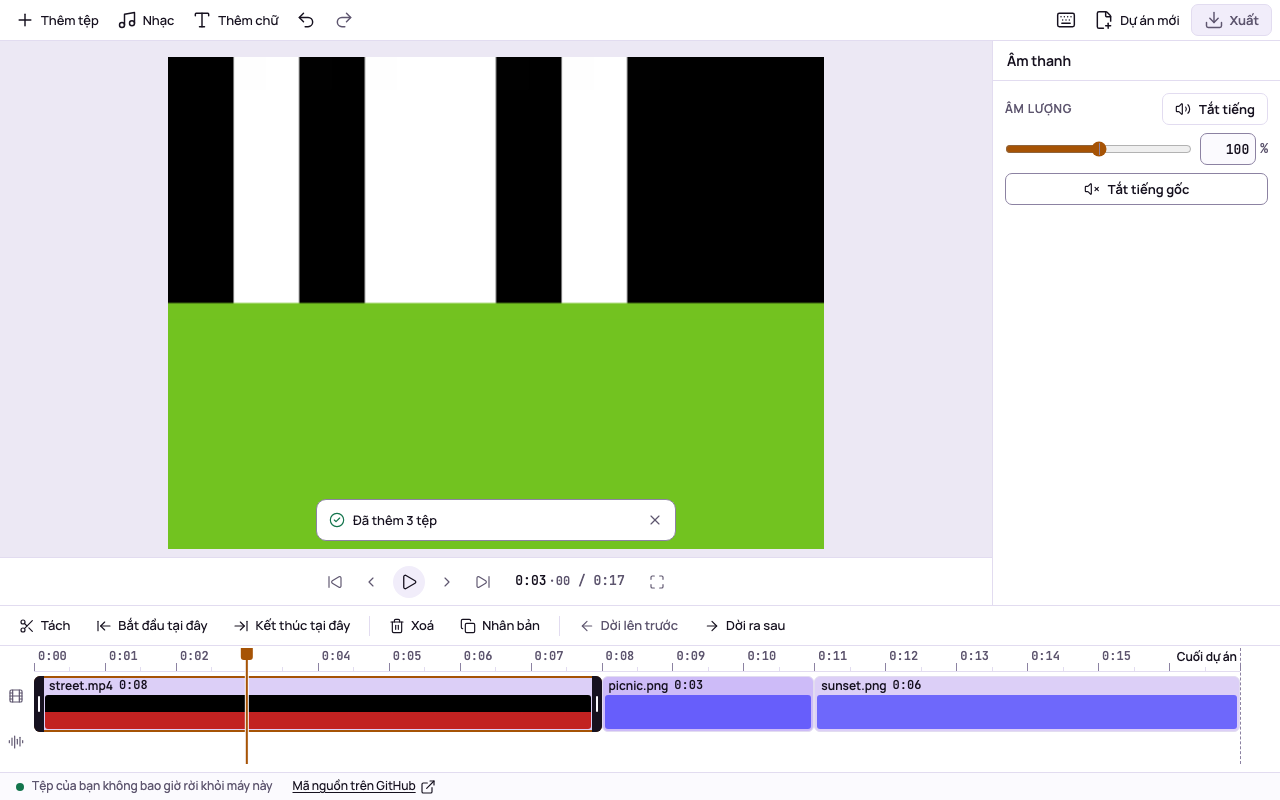 Thêm tệp Nhạc Thêm chữ Dự án mới Xuất
Âm thanh
ÂM LƯỢNG Tắt tiếng
100 %
Tắt tiếng gốc
Đã thêm 3 tệp
0:03·00 / 0:17
Tách Bắt đầu tại đây Kết thúc tại đây Xoá Nhân bản Dời lên trước Dời ra sau
0:00 0:01 0:02 0:04 0:05 0:06 0:07 0:08 0:09 0:10 0:11 0:12 0:13 0:14 0:15 Cuối dự án
street.mp4 0:08 picnic.png 0:03 sunset.png 0:06
Tệp của bạn không bao giờ rời khỏi máy này Mã nguồn trên GitHub